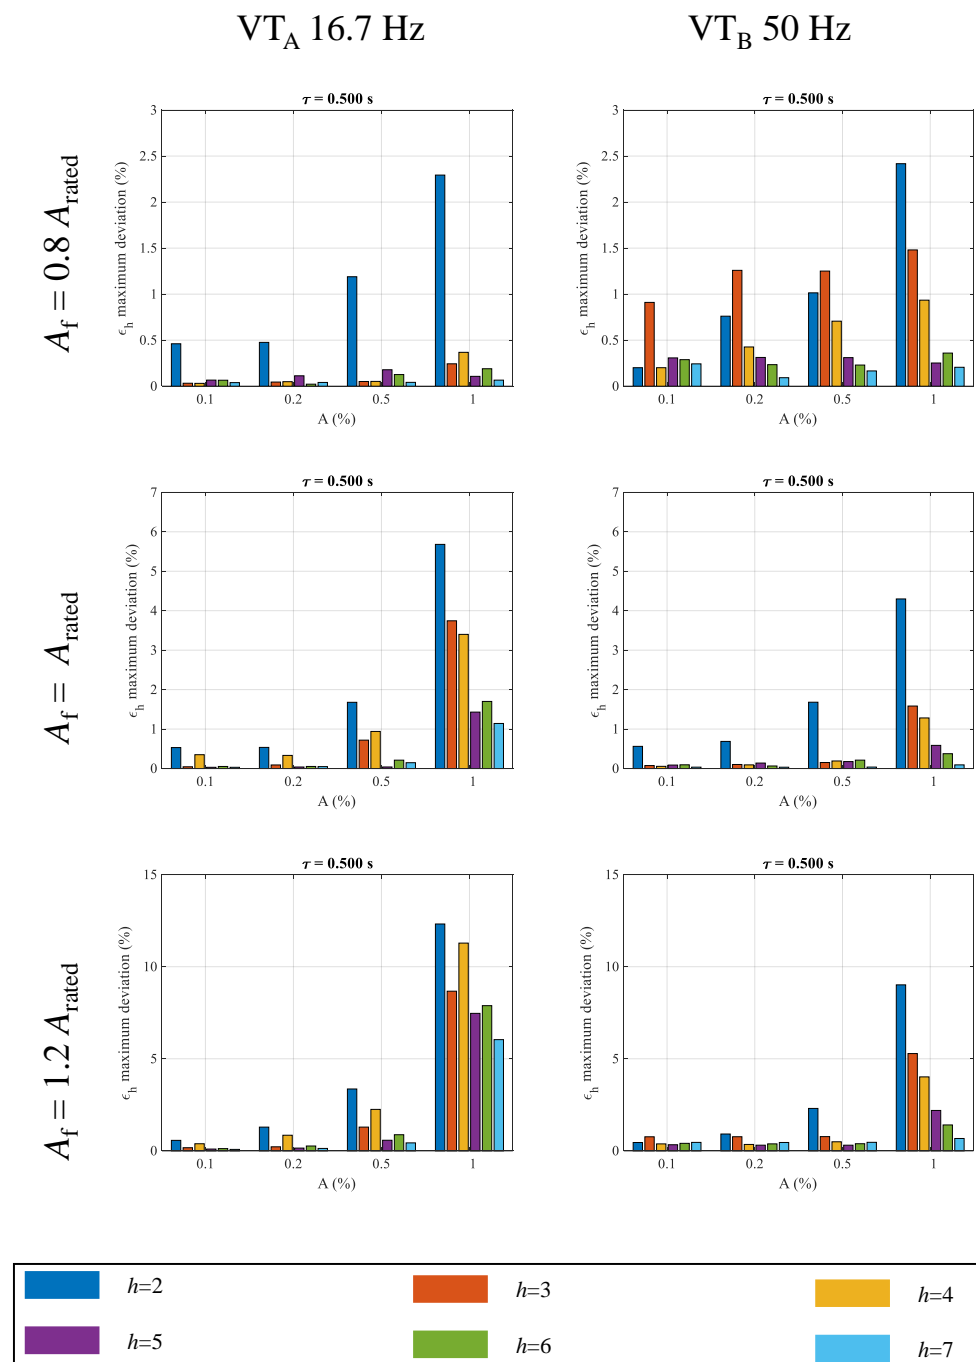 VT_A 16.7 Hz
VT_B 50 Hz
A_f = 0.8 A_rated
τ = 0.500 s
ϵ_h maximum deviation (%)
3
2.5
2
1.5
1
0.5
0
0.1 0.2 0.5 1
A (%)
τ = 0.500 s
ϵ_h maximum deviation (%)
3
2.5
2
1.5
1
0.5
0
0.1 0.2 0.5 1
A (%)
A_f = A_rated
τ = 0.500 s
ϵ_h maximum deviation (%)
7
6
5
4
3
2
1
0
0.1 0.2 0.5 1
A (%)
τ = 0.500 s
ϵ_h maximum deviation (%)
7
6
5
4
3
2
1
0
0.1 0.2 0.5 1
A (%)
A_f = 1.2 A_rated
τ = 0.500 s
ϵ_h maximum deviation (%)
15
10
5
0
0.1 0.2 0.5 1
A (%)
τ = 0.500 s
ϵ_h maximum deviation (%)
15
10
5
0
0.1 0.2 0.5 1
A (%)
h=2
h=3
h=4
h=5
h=6
h=7